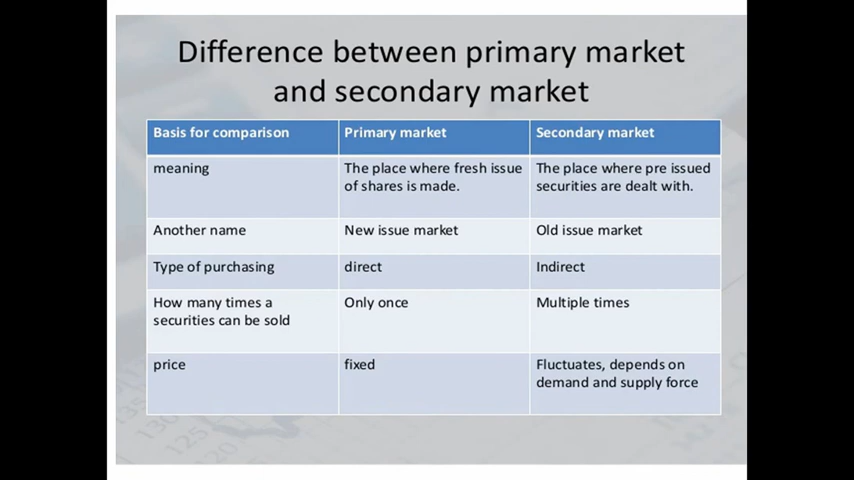 Difference between primary market
and secondary market
Basis for comparison Primary market Secondary market
meaning The place where fresh issue The place where pre issued
of shares is made. securities are dealt with.
Another name New issue market Old issue market
Type of purchasing direct Indirect
How many times a Only once Multiple times
securities can be sold
price fixed Fluctuates, depends on
demand and supply force